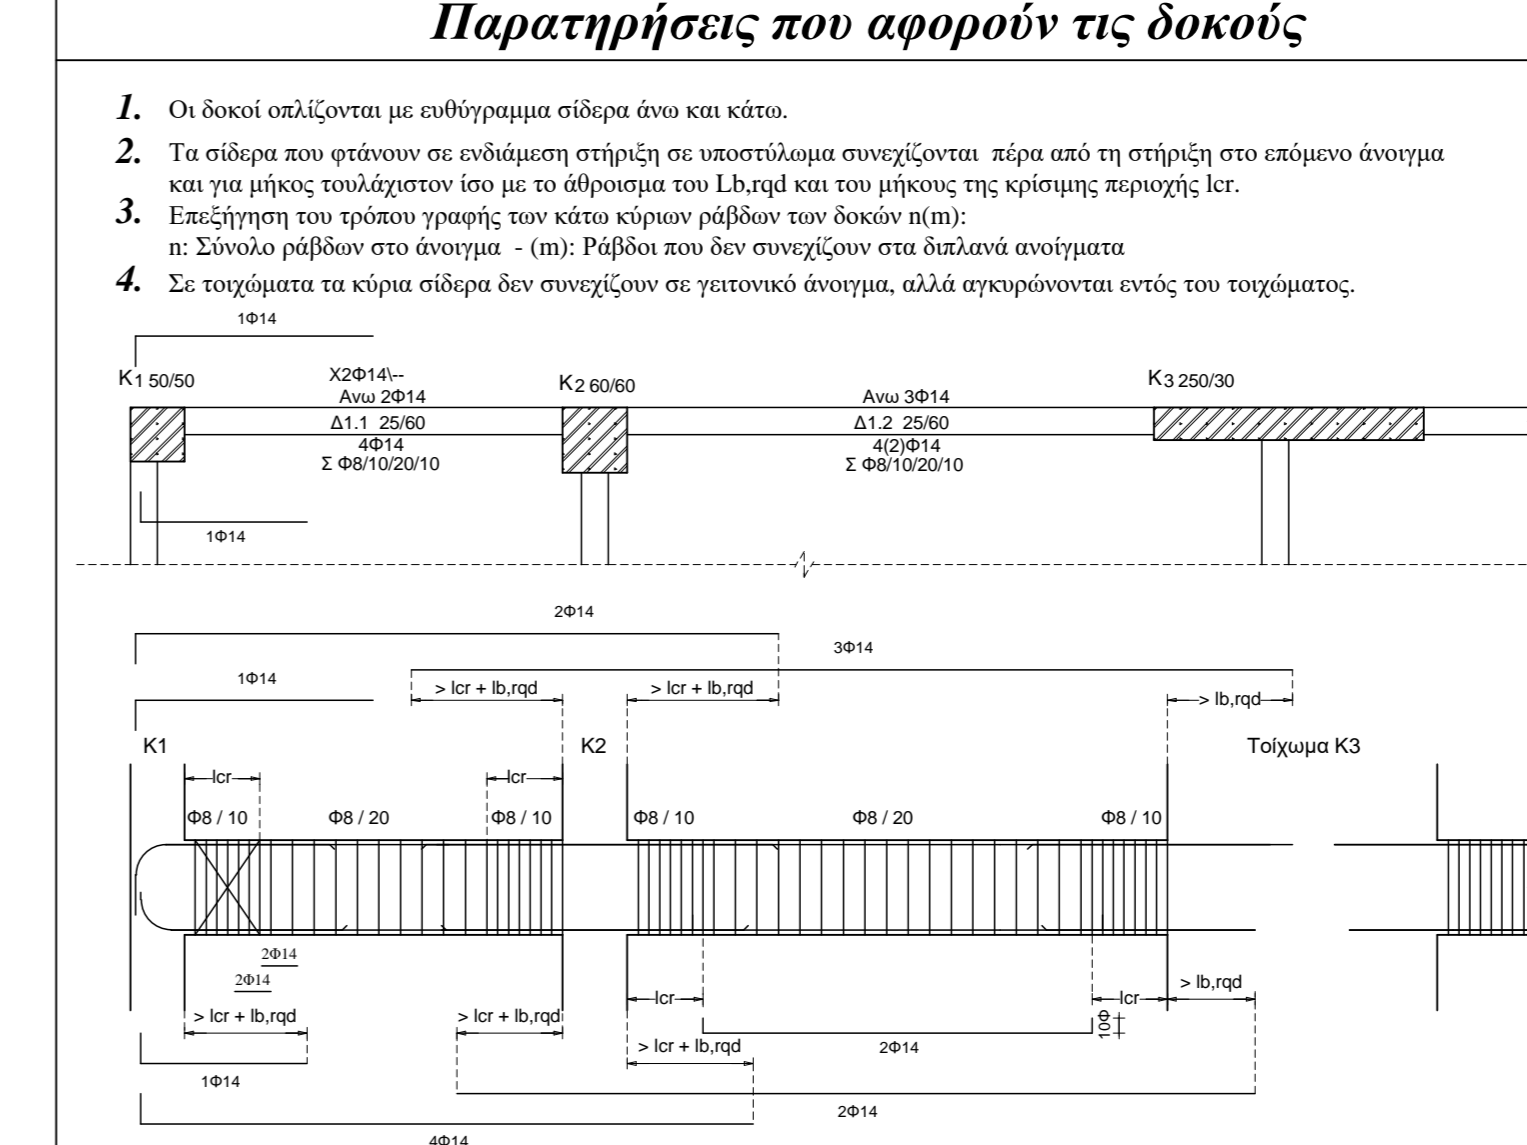 Παρατηρήσεις που αφορούν τις δοκούς
1. Οι δοκοί οπλίζονται με ευθύγραμμα σίδερα άνω και κάτω.
2. Τα σίδερα που φτάνουν σε ενδιάμεση στήριξη σε υποστύλωμα συνεχίζονται πέρα από τη στήριξη στο επόμενο άνοιγμα
και για μήκος τουλάχιστον ίσο με το άθροισμα του Lb,rqd και του μήκους της κρίσιμης περιοχής lcr.
3. Επεξήγηση του τρόπου γραφής των κάτω κύριων ράβδων των δοκών n(m):
n: Σύνολο ράβδων στο άνοιγμα - (m): Ράβδοι που δεν συνεχίζουν στα διπλανά ανοίγματα
4. Σε τοιχώματα τα κύρια σίδερα δεν συνεχίζουν σε γειτονικό άνοιγμα, αλλά αγκυρώνονται εντός του τοιχώματος.
1Φ14
K1 50/50
X2Φ14\--
K2 60/60
K3 250/30
Ανω 2Φ14
Ανω 3Φ14
Δ1.1 25/60
Δ1.2 25/60
4Φ14
4(2)Φ14
Σ Φ8/10/20/10
Σ Φ8/10/20/10
1Φ14
2Φ14
3Φ14
1Φ14
> lcr + lb,rqd
> lcr + lb,rqd
> lb,rqd
K1
K2
Τοίχωμα K3
lcr
lcr
Φ8 / 10
Φ8 / 20
Φ8 / 10
Φ8 / 10
Φ8 / 20
Φ8 / 10
2Φ14
2Φ14
> lb,rqd
lcr
lcr
> lcr + lb,rqd
> lcr + lb,rqd
10Φ
> lcr + lb,rqd
2Φ14
1Φ14
2Φ14
4Φ14